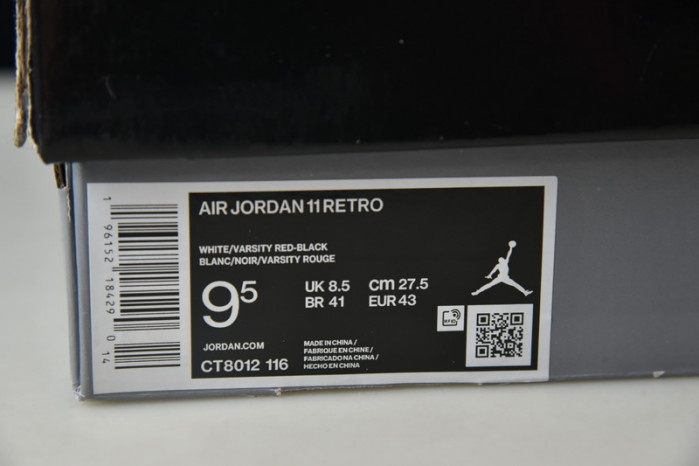 AIR JORDAN 11 RETRO
WHITE/VARSITY RED-BLACK
BLANC/NOIR/VARSITY ROUGE
9⁵
UK 8.5 cm 27.5
BR 41 EUR 43
JORDAN.COM
CT8012 116
MADE IN CHINA /
FABRIQUE EN CHINE /
FABRICADO NA CHINA /
HECHO EN CHINA
RFID
1 96152 18429 0 14